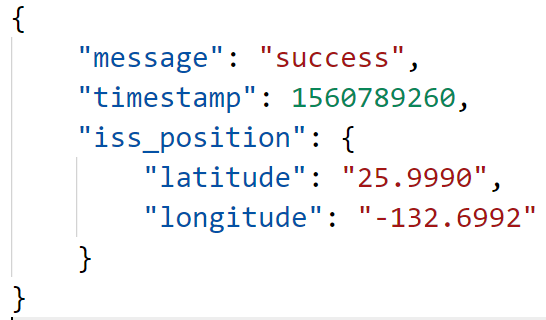 {
    "message": "success",
    "timestamp": 1560789260,
    "iss_position": {
        "latitude": "25.9990",
        "longitude": "-132.6992"
    }
}